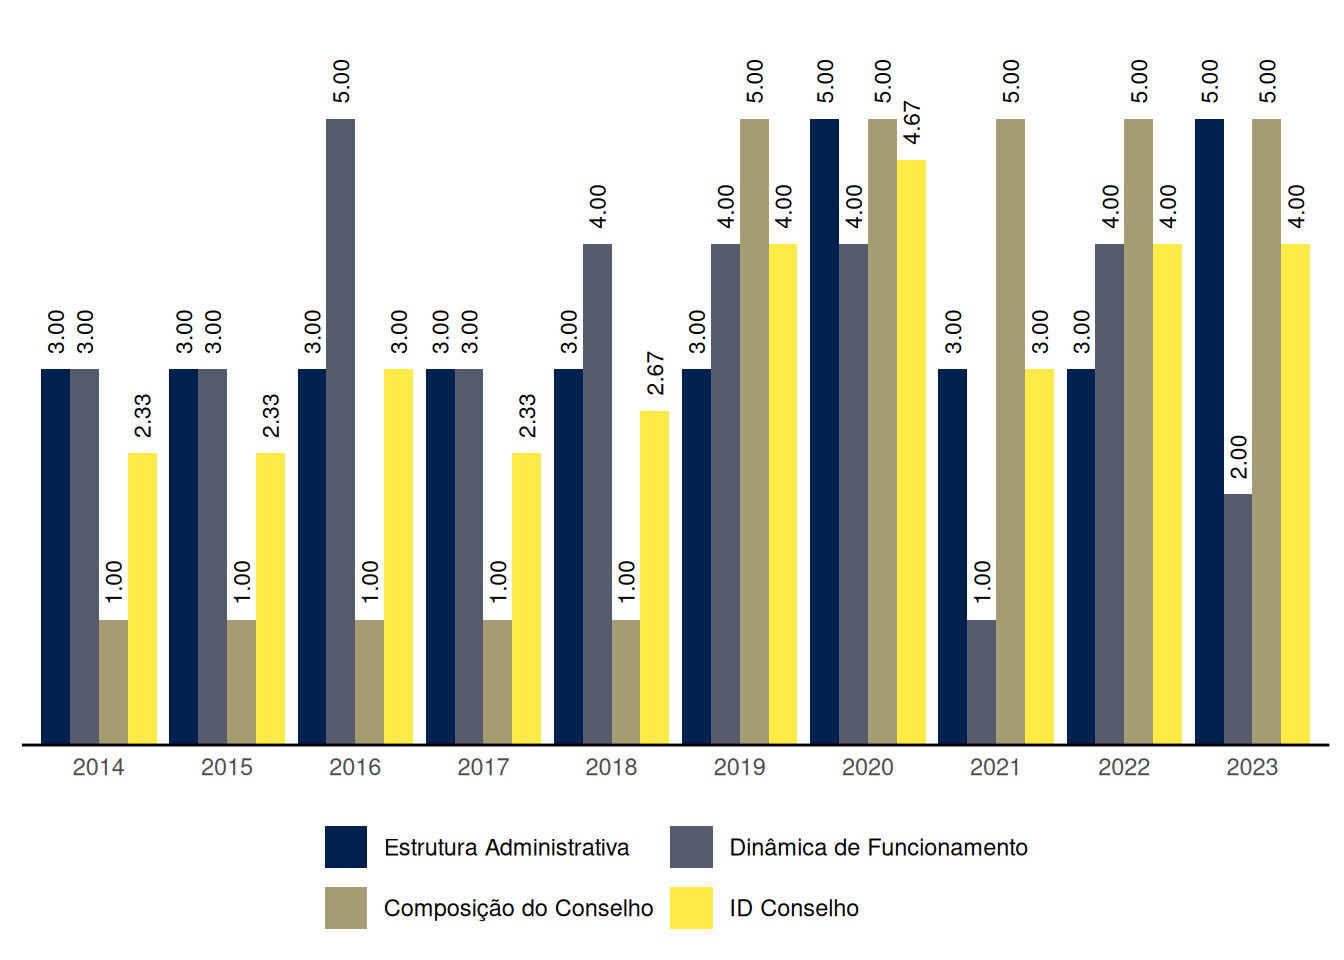 3.00 3.00 1.00 2.33 3.00 3.00 1.00 2.33 3.00 5.00 1.00 3.00 3.00 3.00 1.00 2.33 3.00 4.00 1.00 2.67 3.00 4.00 5.00 4.00 5.00 4.00 5.00 4.67 3.00 1.00 5.00 3.00 3.00 4.00 5.00 4.00 5.00 2.00 5.00 4.00
2014 2015 2016 2017 2018 2019 2020 2021 2022 2023
Estrutura Administrativa Dinâmica de Funcionamento
Composição do Conselho ID Conselho